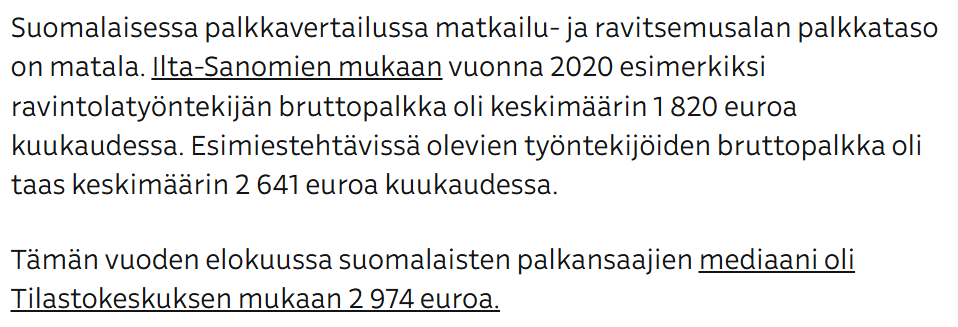 Suomalaisessa palkkavertailussa matkailu- ja ravitsemusalan palkkataso
on matala. Ilta-Sanomien mukaan vuonna 2020 esimerkiksi
ravintolatyöntekijän bruttopalkka oli keskimäärin 1 820 euroa
kuukaudessa. Esimiestehtävissä olevien työntekijöiden bruttopalkka oli
taas keskimäärin 2 641 euroa kuukaudessa.
Tämän vuoden elokuussa suomalaisten palkansaajien mediaani oli
Tilastokeskuksen mukaan 2 974 euroa.